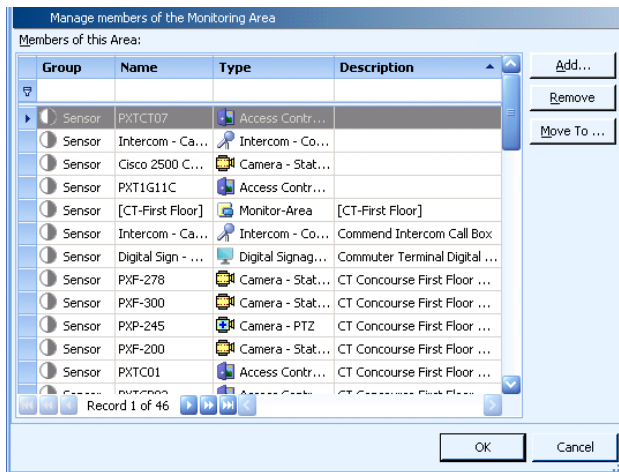 Manage members of the Monitoring Area
Members of this Area:
Group Name Type Description
Add...
Remove
Move To ...
Sensor PXTCT07 Access Contr...
Sensor Intercom - Ca... Intercom - Co...
Sensor Cisco 2500 C... Camera - Stat...
Sensor PXT1G11C Access Contr...
Sensor [CT-First Floor] Monitor-Area [CT-First Floor]
Sensor Intercom - Ca... Intercom - Co... Commend Intercom Call Box
Sensor Digital Sign - ... Digital Signag... Commuter Terminal Digital ...
Sensor PXF-278 Camera - Stat... CT Concourse First Floor ...
Sensor PXF-300 Camera - Stat... CT Concourse First Floor ...
Sensor PXP-245 Camera - PTZ CT Concourse First Floor ...
Sensor PXF-200 Camera - Stat... CT Concourse First Floor ...
Sensor PXTC01 Access Contr... CT Concourse First Floor ...
Record 1 of 46
OK Cancel